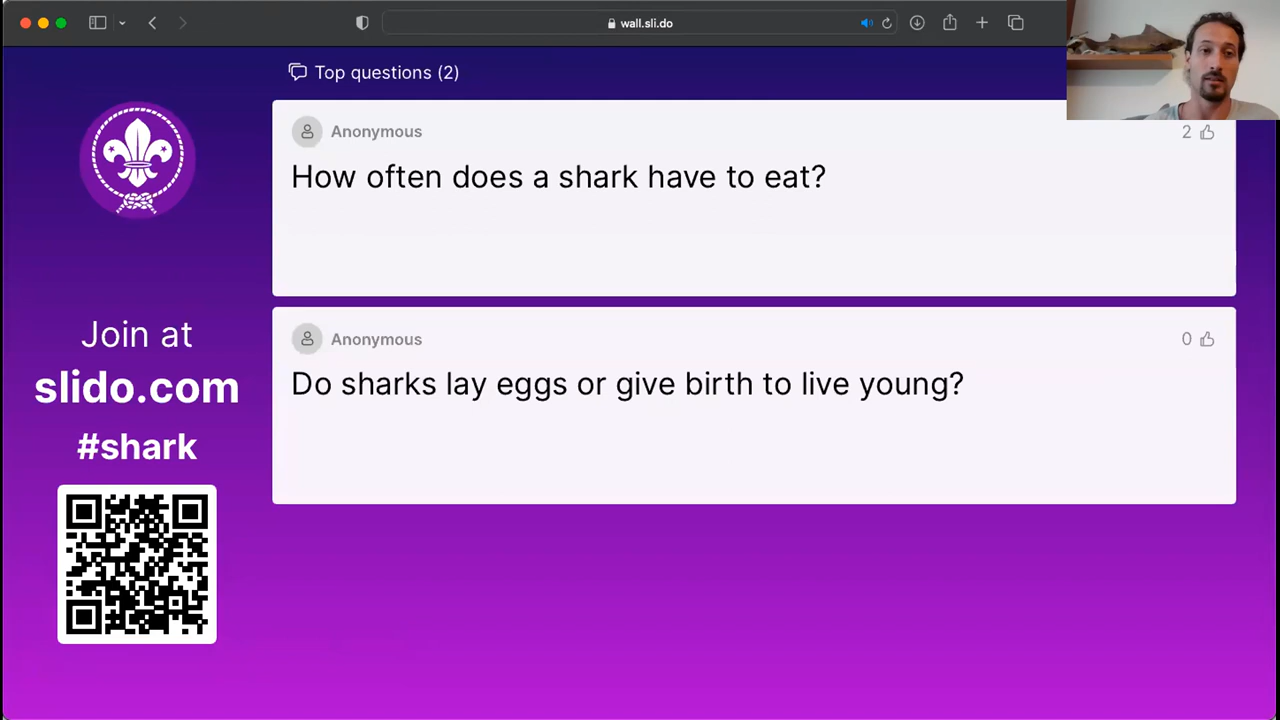 wall.sli.do
Top questions (2)
Anonymous
2
How often does a shark have to eat?
Anonymous
0
Do sharks lay eggs or give birth to live young?
Join at
slido.com
#shark